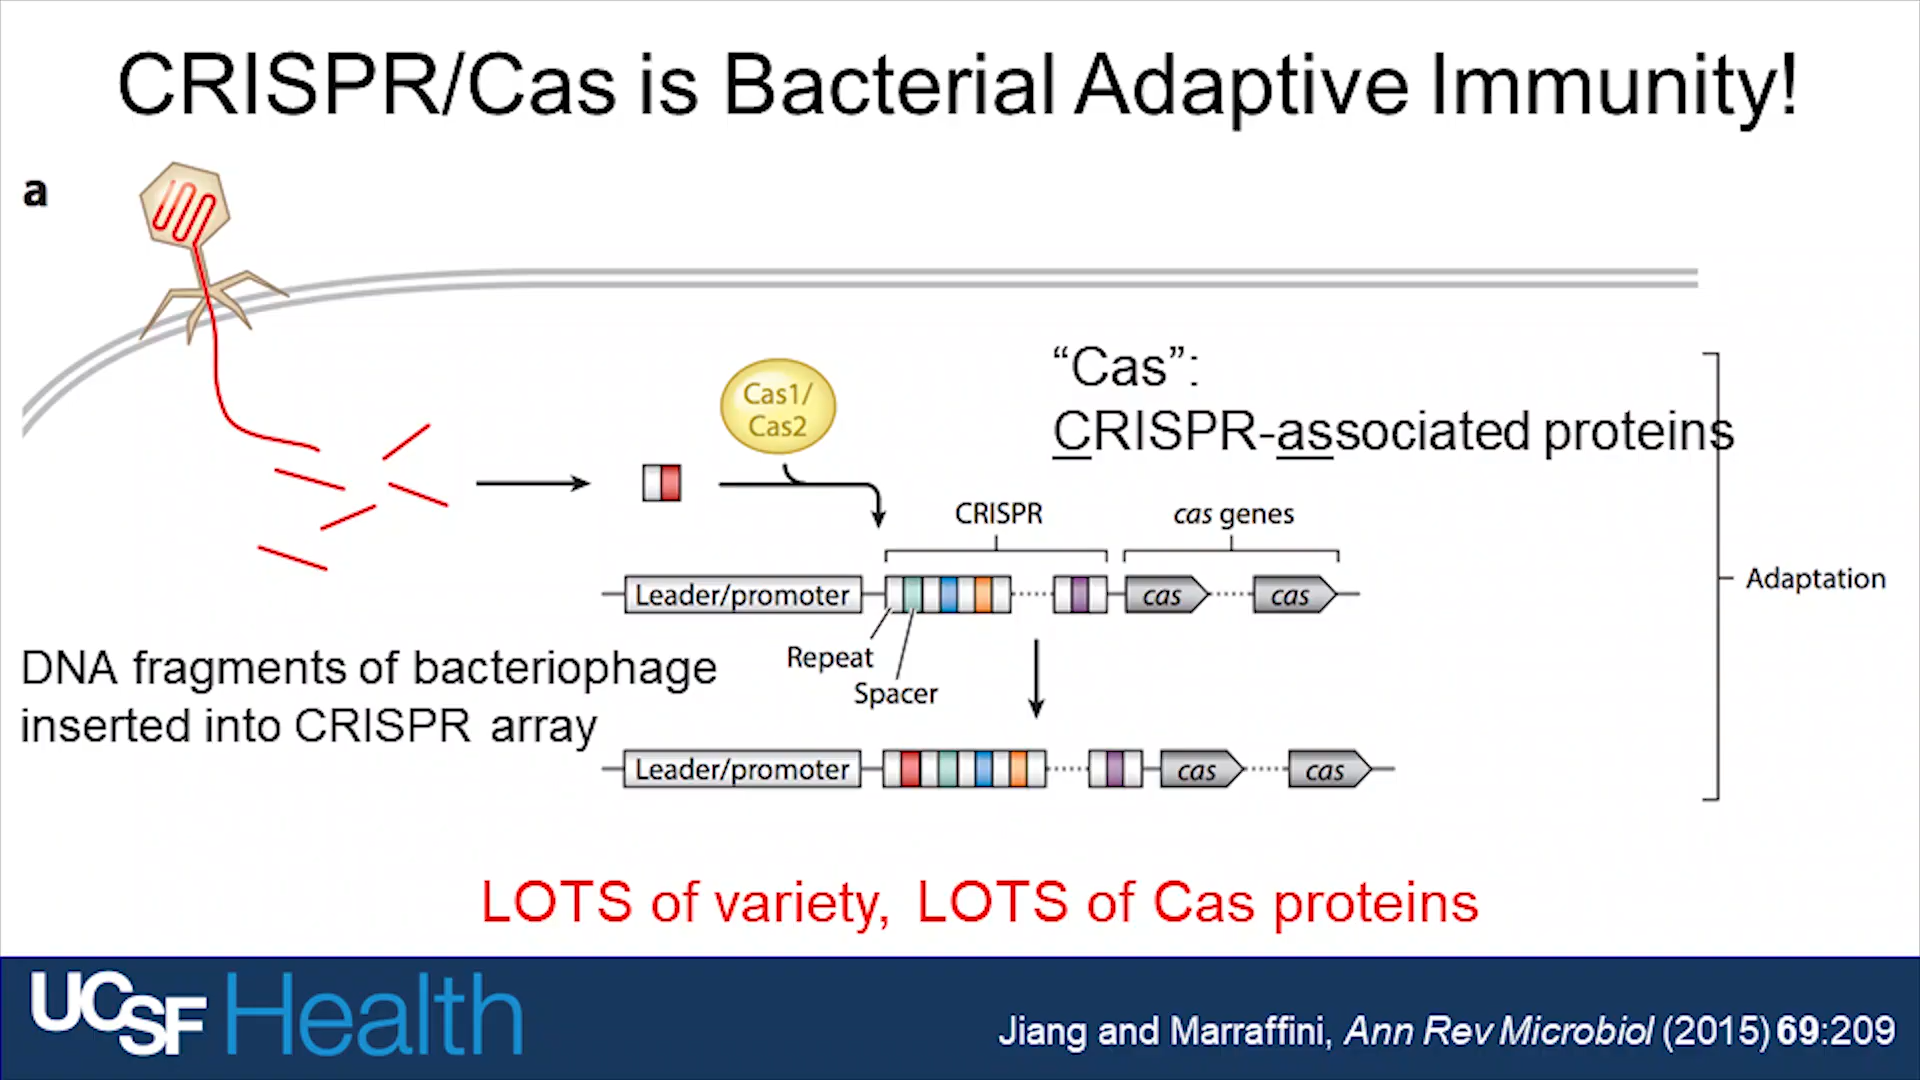 CRISPR/Cas is Bacterial Adaptive Immunity!
a
Cas1/
Cas2
“Cas”:
CRISPR-associated proteins
CRISPR
cas genes
Leader/promoter
cas
cas
Adaptation
Repeat
Spacer
DNA fragments of bacteriophage
inserted into CRISPR array
Leader/promoter
cas
cas
LOTS of variety, LOTS of Cas proteins
UCSF Health
Jiang and Marraffini, Ann Rev Microbiol (2015) 69:209